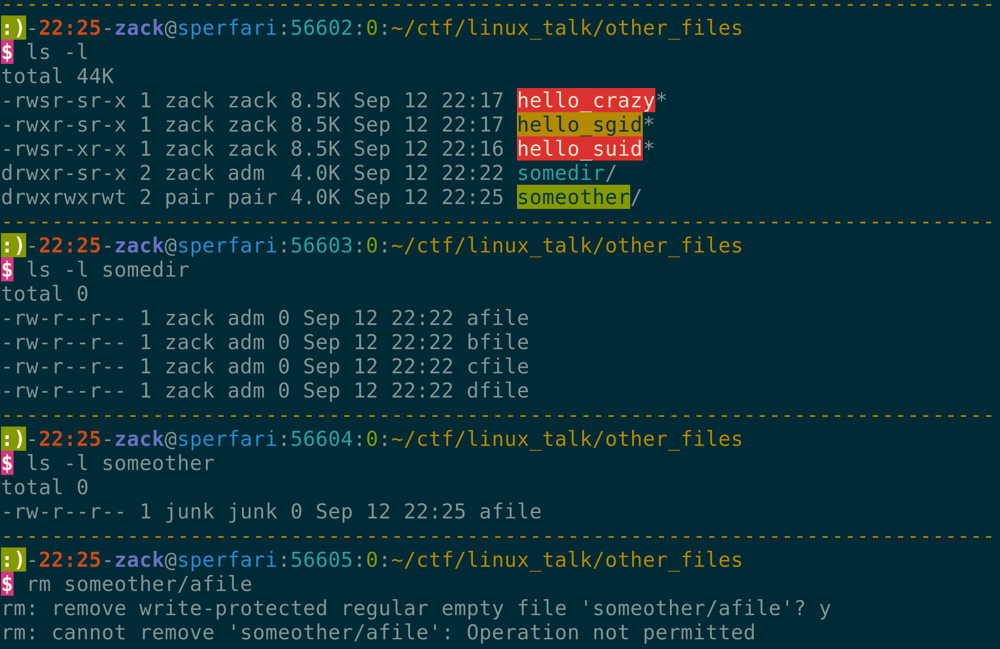 --------------------------------------------------------------------------------
:)-22:25-zack@sperfari:56602:0:~/ctf/linux_talk/other_files
$ ls -l
total 44K
-rwsr-sr-x 1 zack zack 8.5K Sep 12 22:17 hello_crazy*
-rwxr-sr-x 1 zack zack 8.5K Sep 12 22:17 hello_sgid*
-rwsr-xr-x 1 zack zack 8.5K Sep 12 22:16 hello_suid*
drwxr-sr-x 2 zack adm  4.0K Sep 12 22:22 somedir/
drwxrwxrwt 2 pair pair 4.0K Sep 12 22:25 someother/
--------------------------------------------------------------------------------
:)-22:25-zack@sperfari:56603:0:~/ctf/linux_talk/other_files
$ ls -l somedir
total 0
-rw-r--r-- 1 zack adm 0 Sep 12 22:22 afile
-rw-r--r-- 1 zack adm 0 Sep 12 22:22 bfile
-rw-r--r-- 1 zack adm 0 Sep 12 22:22 cfile
-rw-r--r-- 1 zack adm 0 Sep 12 22:22 dfile
--------------------------------------------------------------------------------
:)-22:25-zack@sperfari:56604:0:~/ctf/linux_talk/other_files
$ ls -l someother
total 0
-rw-r--r-- 1 junk junk 0 Sep 12 22:25 afile
--------------------------------------------------------------------------------
:)-22:25-zack@sperfari:56605:0:~/ctf/linux_talk/other_files
$ rm someother/afile
rm: remove write-protected regular empty file 'someother/afile'? y
rm: cannot remove 'someother/afile': Operation not permitted